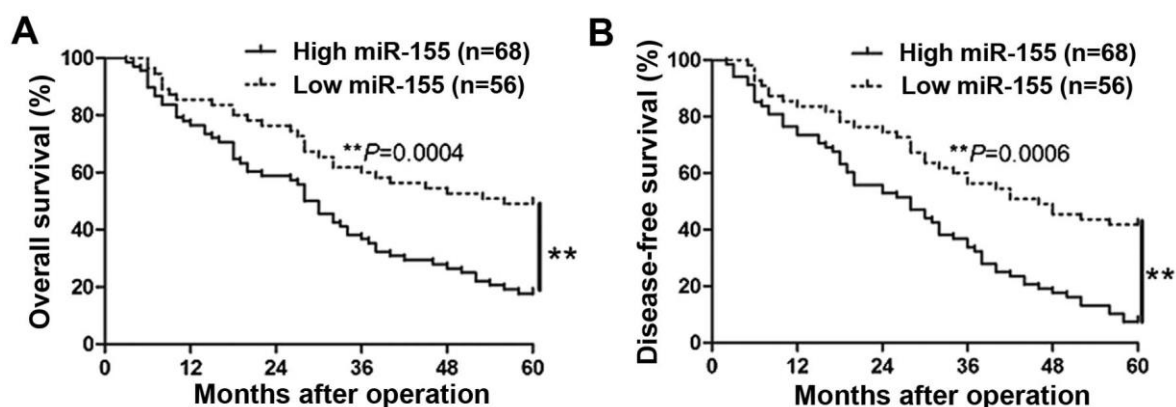 A
High miR-155 (n=68)
Low miR-155 (n=56)
**P=0.0004
Overall survival (%)
100
80
60
40
20
0
0 12 24 36 48 60
Months after operation
**
B
High miR-155 (n=68)
Low miR-155 (n=56)
**P=0.0006
Disease-free survival (%)
100
80
60
40
20
0
0 12 24 36 48 60
Months after operation
**